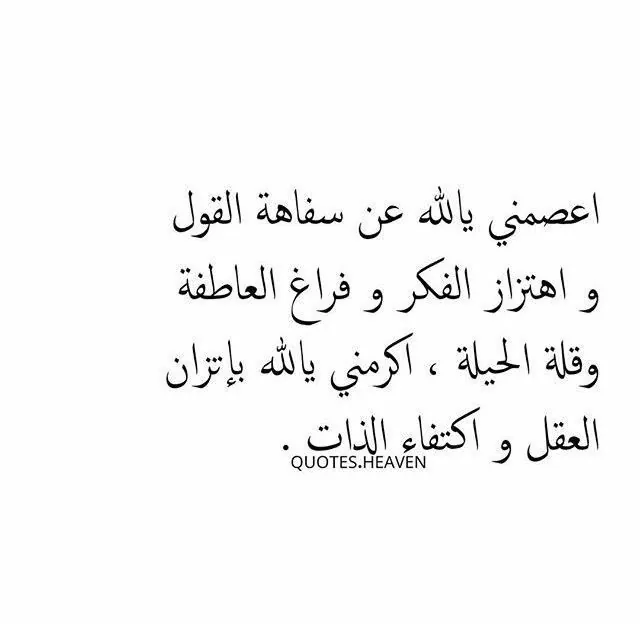 اعصمني يالله عن سفاهة القول
و اهتزاز الفكر و فراغ العاطفة
وقلة الحيلة ، اكرمني يالله بإتزان
العقل و اكتفاء الذات .
QUOTES.HEAVEN